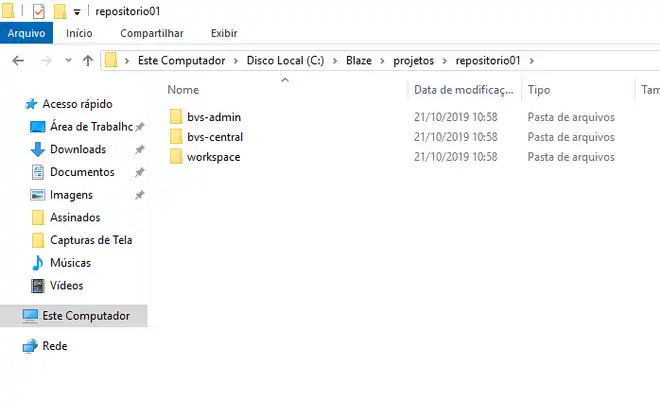 repositorio01
Arquivo Início Compartilhar Exibir
Este Computador Disco Local (C:) Blaze projetos repositorio01
Nome Data de modificaç... Tipo Tam
Acesso rápido
Área de Trabalho
Downloads
Documentos
Imagens
Assinados
Capturas de Tela
Músicas
Vídeos
Este Computador
Rede
bvs-admin 21/10/2019 10:58 Pasta de arquivos
bvs-central 21/10/2019 10:58 Pasta de arquivos
workspace 21/10/2019 10:58 Pasta de arquivos